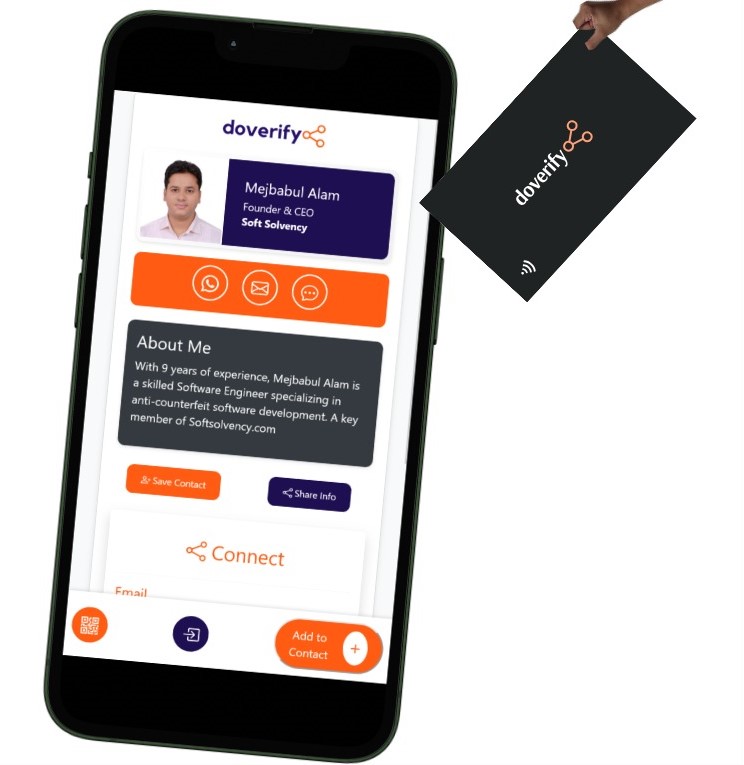 doverify
Mejbabul Alam
Founder & CEO
Soft Solvency
About Me
With 9 years of experience, Mejbabul Alam is
a skilled Software Engineer specializing in
anti-counterfeit software development. A key
member of Softsolvency.com
Save Contact
Share Info
Connect
Email
Add to
Contact
doverify